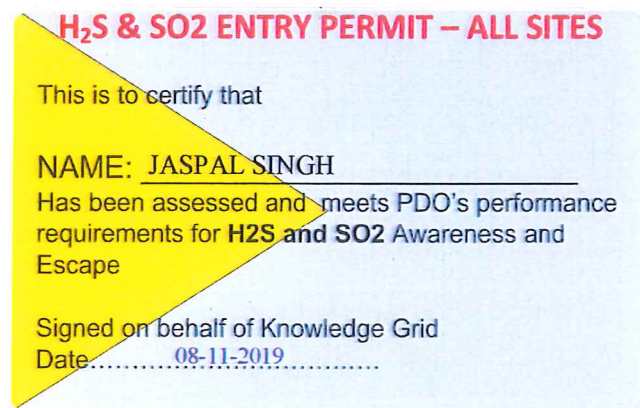 H₂S & SO2 ENTRY PERMIT – ALL SITES
This is to certify that
NAME: JASPAL SINGH
Has been assessed and meets PDO's performance
requirements for H2S and SO2 Awareness and
Escape
Signed on behalf of Knowledge Grid
Date.....08-11-2019.....